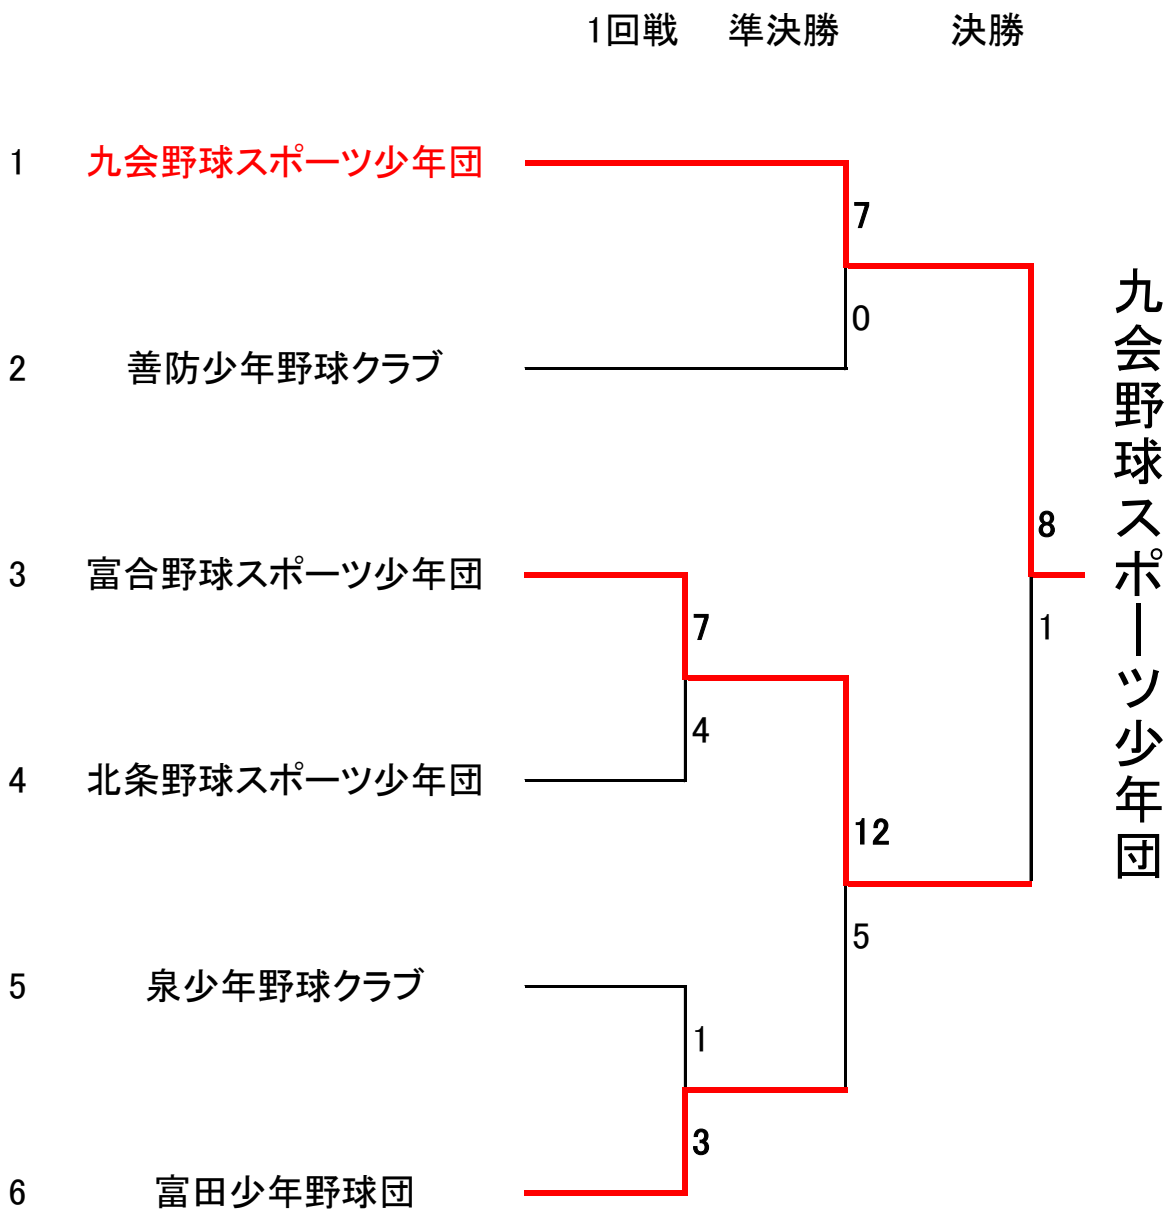 1回戦 準決勝 決勝
1 九会野球スポーツ少年団
7
0
2 善防少年野球クラブ
3 富合野球スポーツ少年団
7
4
4 北条野球スポーツ少年団
12
5
5 泉少年野球クラブ
1
3
6 富田少年野球団
8
1
九会野球スポーツ少年団